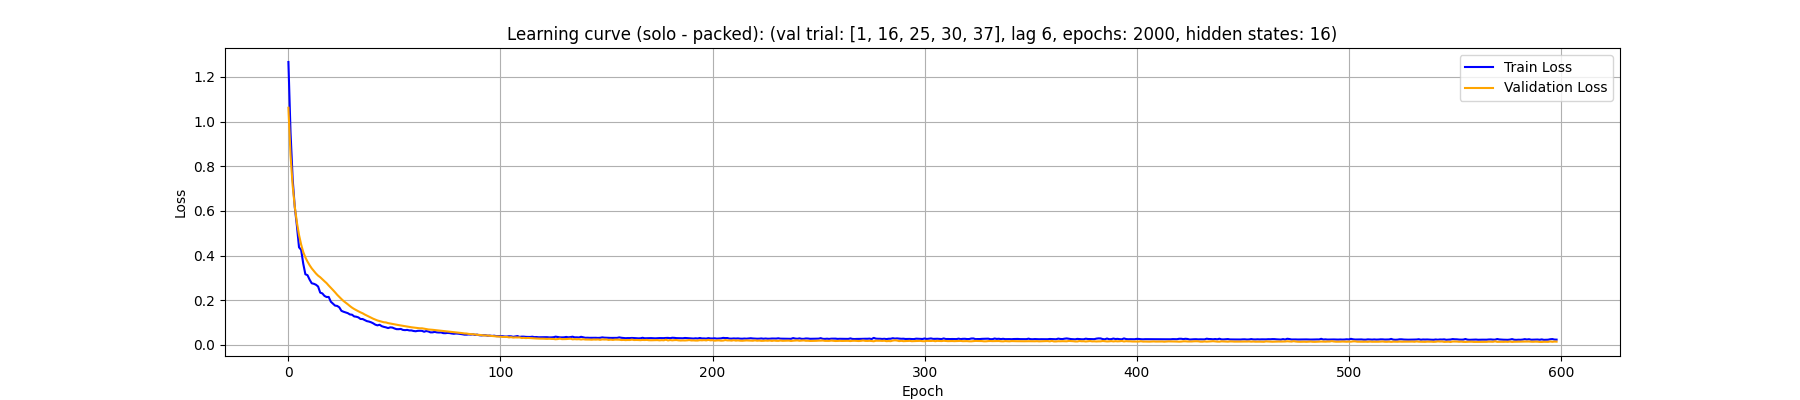 Learning curve (solo - packed): (val trial: [1, 16, 25, 30, 37], lag 6, epochs: 2000, hidden states: 16)
Train Loss
Validation Loss
Loss
1.2
1.0
0.8
0.6
0.4
0.2
0.0
0 100 200 300 400 500 600
Epoch